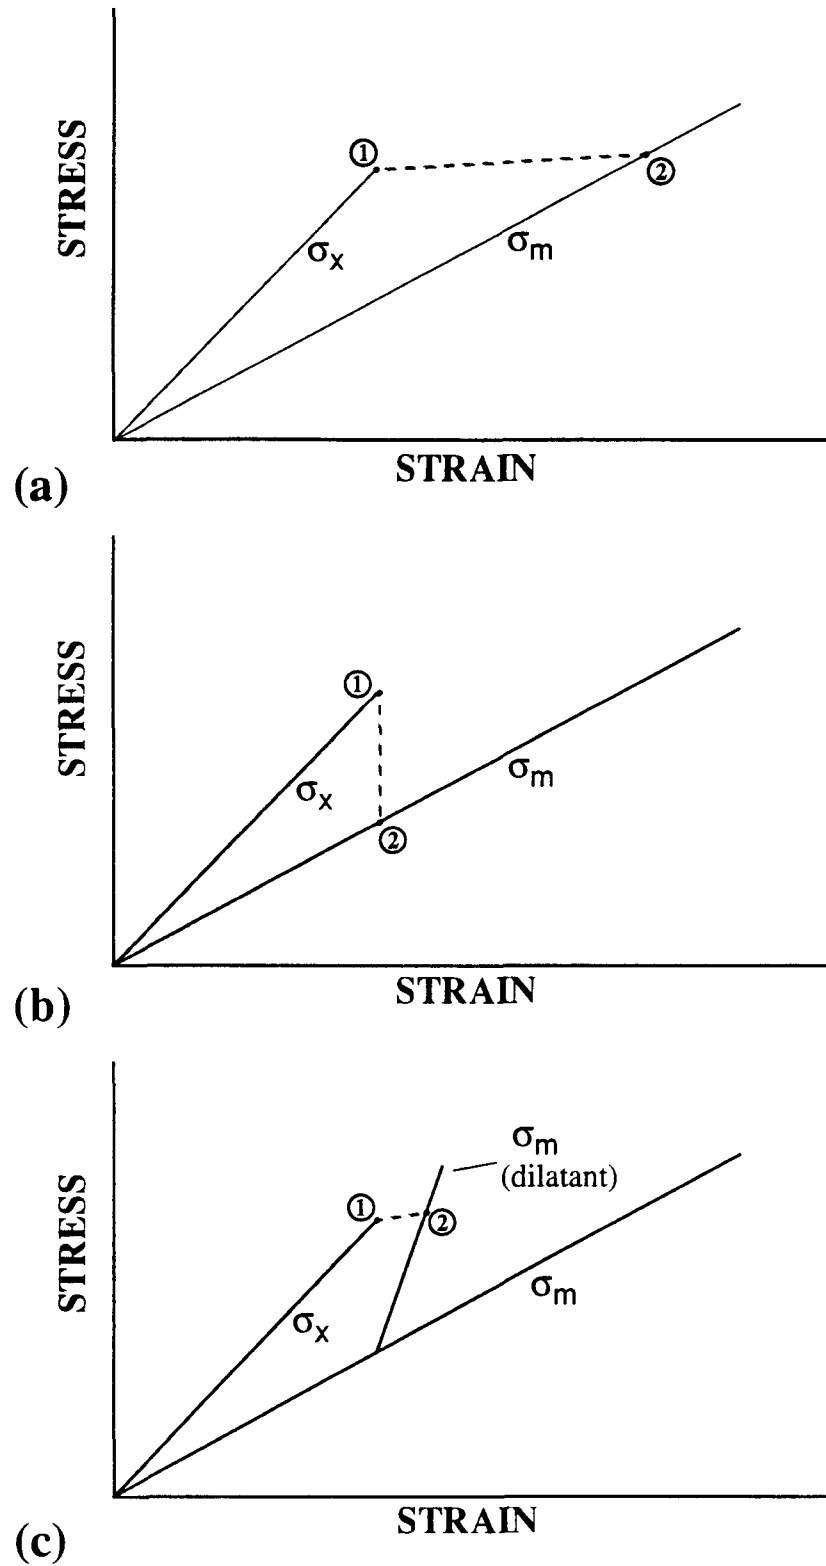 STRESS
①
②
σx
σm
STRAIN
(a)
STRESS
①
②
σx
σm
STRAIN
(b)
STRESS
σm
(dilatant)
①
②
σx
σm
STRAIN
(c)